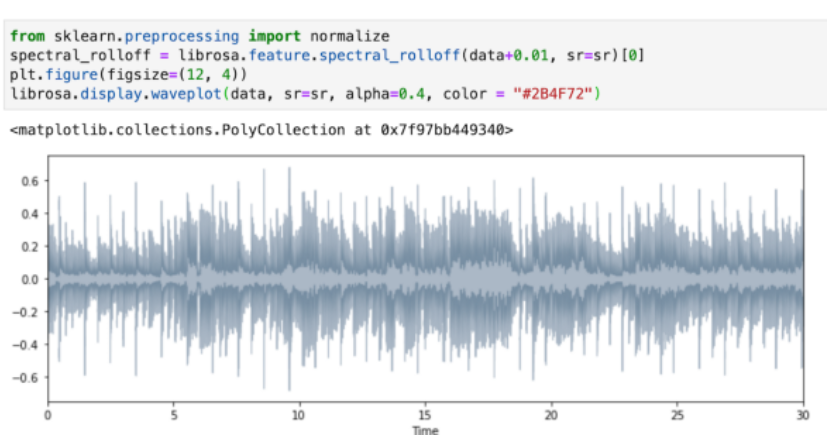 from sklearn.preprocessing import normalize
spectral_rolloff = librosa.feature.spectral_rolloff(data+0.01, sr=sr)[0]
plt.figure(figsize=(12, 4))
librosa.display.waveplot(data, sr=sr, alpha=0.4, color = "#2B4F72")
<matplotlib.collections.PolyCollection at 0x7f97bb449340>
0.6
0.4
0.2
0.0
−0.2
−0.4
−0.6
0 5 10 15 20 25 30
Time